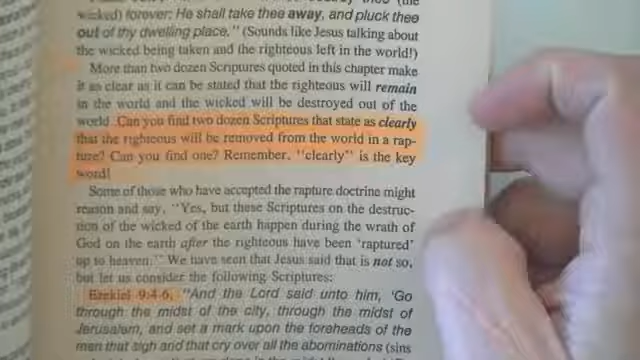 wicked) forever: He shall take thee away, and pluck thee
out of thy dwelling place." (Sounds like Jesus talking about
the wicked being taken and the righteous left in the world!)
More than two dozen Scriptures quoted in this chapter make
it as clear as it can be stated that the righteous will remain
in the world and the wicked will be destroyed out of the
world. Can you find two dozen Scriptures that state as clearly
that the righteous will be removed from the world in a rap-
ture? Can you find one? Remember, "clearly" is the key
word!
Some of those who have accepted the rapture doctrine might
reason and say, "Yes, but these Scriptures on the destruc-
tion of the wicked of the earth happen during the wrath of
God on the earth after the righteous have been 'raptured'
up to heaven." We have seen that Jesus said that is not so,
but let us consider the following Scriptures:
Ezekiel 9:4-6, "And the Lord said unto him, 'Go
through the midst of the city, through the midst of
Jerusalem, and set a mark upon the foreheads of the
men that sigh and that cry over all the abominations (sins